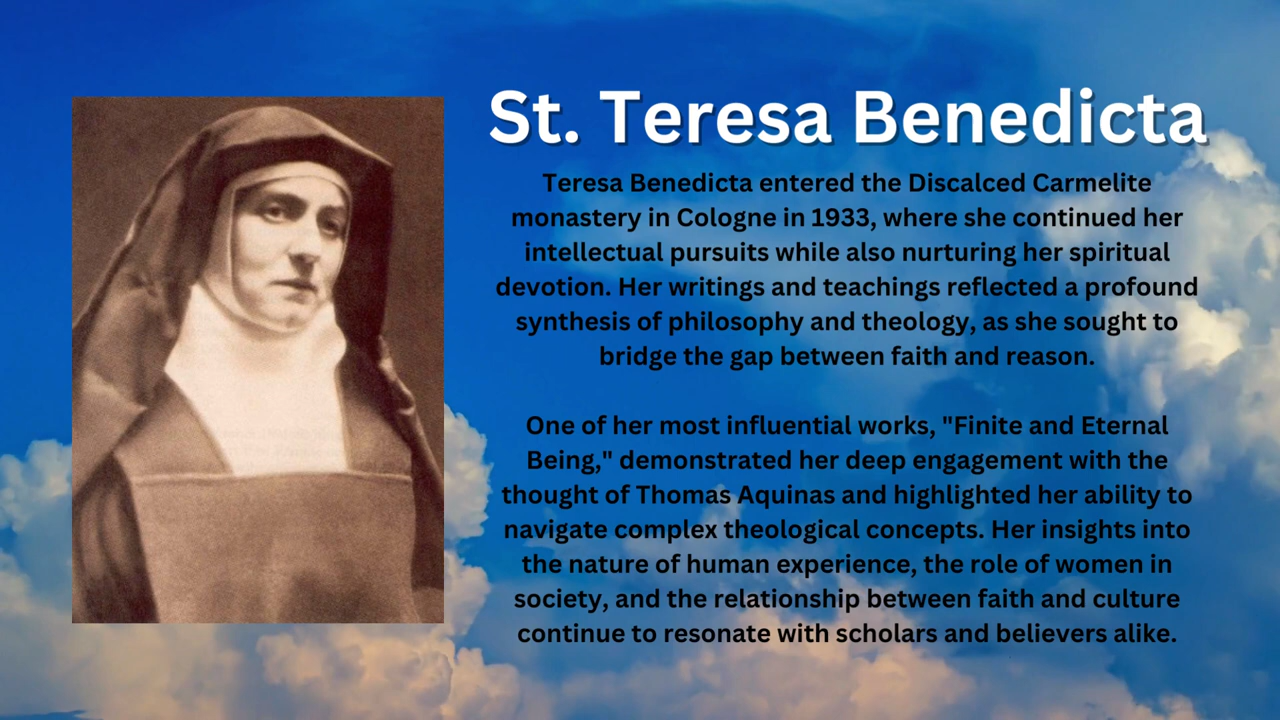 St. Teresa Benedicta
Teresa Benedicta entered the Discalced Carmelite
monastery in Cologne in 1933, where she continued her
intellectual pursuits while also nurturing her spiritual
devotion. Her writings and teachings reflected a profound
synthesis of philosophy and theology, as she sought to
bridge the gap between faith and reason.
One of her most influential works, "Finite and Eternal
Being," demonstrated her deep engagement with the
thought of Thomas Aquinas and highlighted her ability to
navigate complex theological concepts. Her insights into
the nature of human experience, the role of women in
society, and the relationship between faith and culture
continue to resonate with scholars and believers alike.